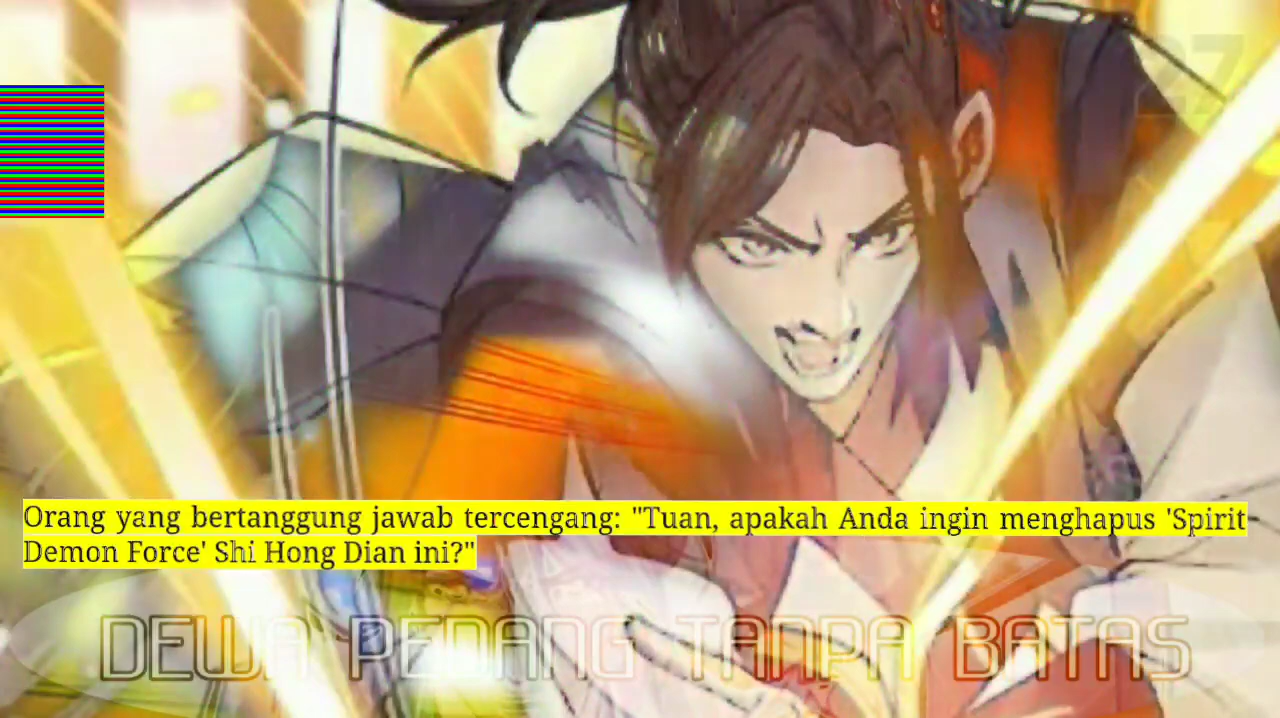 27
Orang yang bertanggung jawab tercengang: "Tuan, apakah Anda ingin menghapus 'Spirit
Demon Force' Shi Hong Dian ini?"
DEWA PEDANG TANPA BATAS